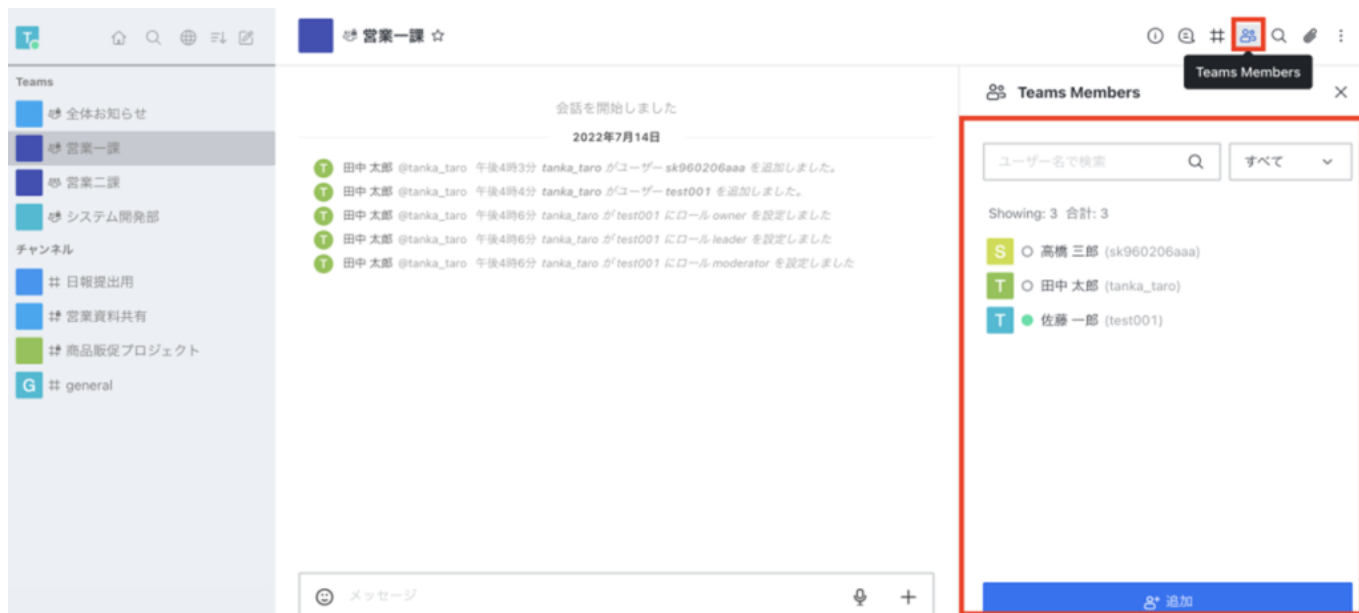 T
営業一課
Teams Members
Teams
全体お知らせ
営業一課
営業二課
システム開発部
チャンネル
# 日報提出用
営業資料共有
商品販促プロジェクト
G # general
会話を開始しました
2022年7月14日
T 田中 太郎 @tanka_taro 午後4時3分 tanka_taro がユーザー sk960206aaa を追加しました。
T 田中 太郎 @tanka_taro 午後4時4分 tanka_taro がユーザー test001 を追加しました。
T 田中 太郎 @tanka_taro 午後4時6分 tanka_taro が test001 にロール owner を設定しました
T 田中 太郎 @tanka_taro 午後4時6分 tanka_taro が test001 にロール leader を設定しました
T 田中 太郎 @tanka_taro 午後4時6分 tanka_taro が test001 にロール moderator を設定しました
メッセージ
Teams Members
ユーザー名で検索
すべて
Showing: 3 合計: 3
S 高橋 三郎 (sk960206aaa)
T 田中 太郎 (tanka_taro)
T 佐藤 一郎 (test001)
追加